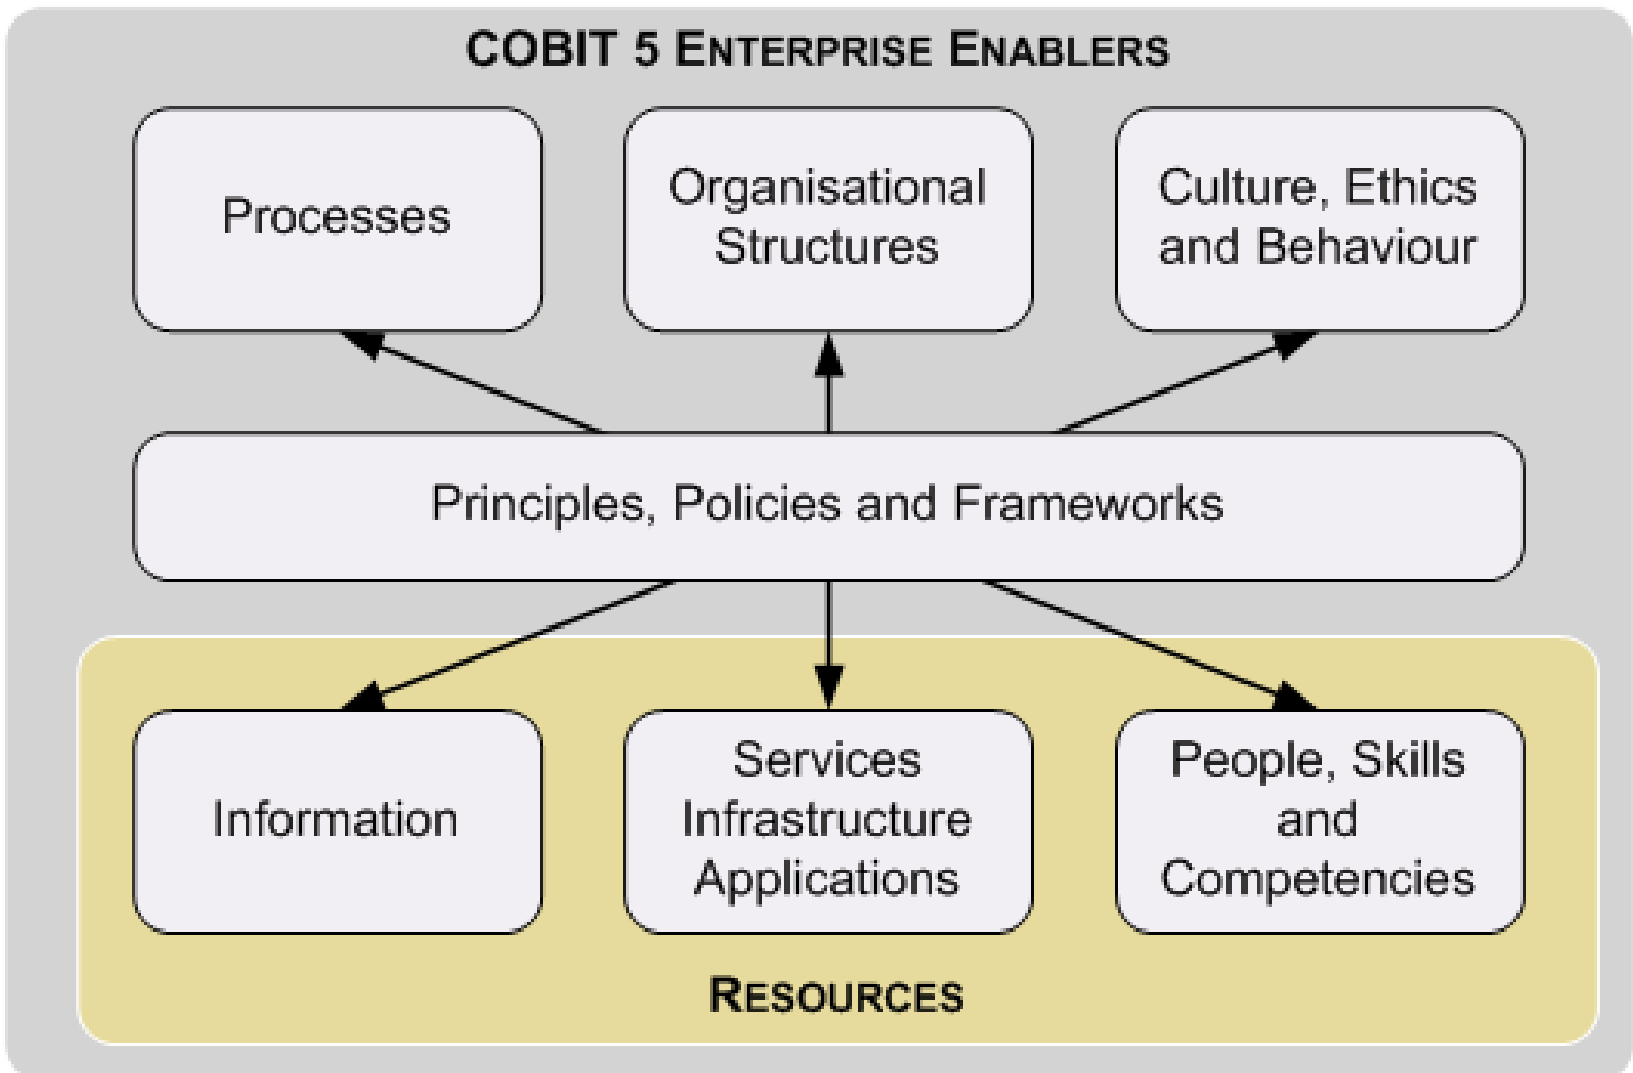 COBIT 5 ENTERPRISE ENABLERS
Processes
Organisational
Structures
Culture, Ethics
and Behaviour
Principles, Policies and Frameworks
Information
Services
Infrastructure
Applications
People, Skills
and
Competencies
RESOURCES